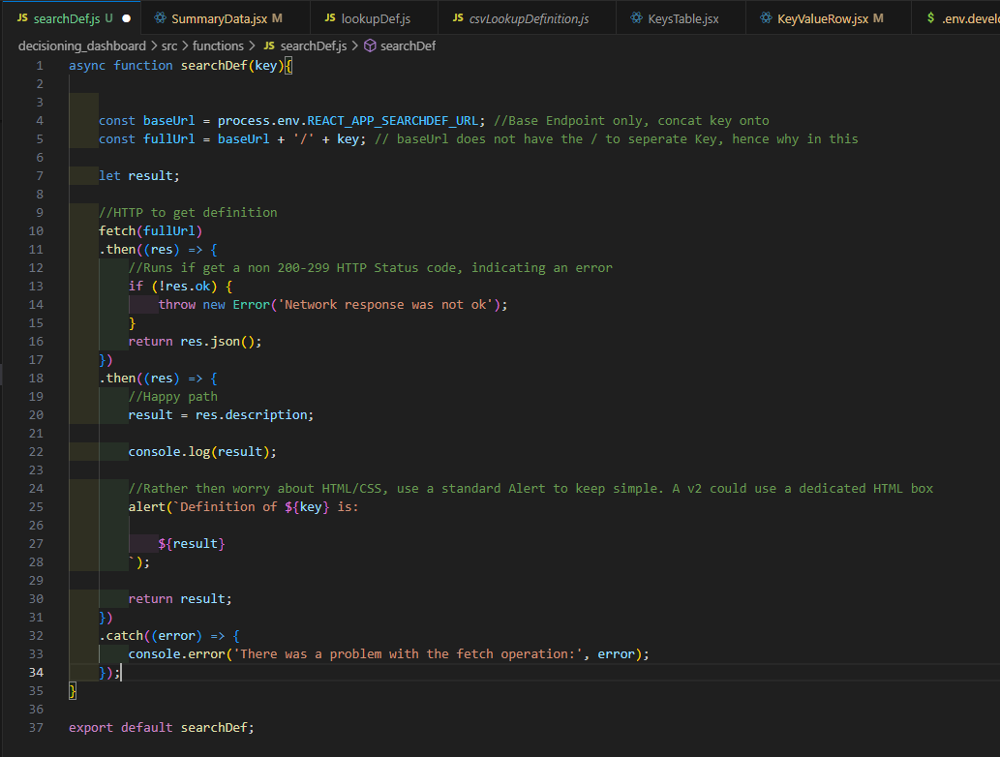 JS searchDef.js U SummaryData.jsx M JS lookupDef.js JS csvLookupDefinition.js KeysTable.jsx KeyValueRow.jsx M $ .env.develo
decisioning_dashboard > src > functions > JS searchDef.js > searchDef
1 async function searchDef(key){
2
3
4 const baseUrl = process.env.REACT_APP_SEARCHDEF_URL; //Base Endpoint only, concat key onto
5 const fullUrl = baseUrl + '/' + key; // baseUrl does not have the / to seperate Key, hence why in this
6
7 let result;
8
9 //HTTP to get definition
10 fetch(fullUrl)
11 .then((res) => {
12 //Runs if get a non 200-299 HTTP Status code, indicating an error
13 if (!res.ok) {
14 throw new Error('Network response was not ok');
15 }
16 return res.json();
17 })
18 .then((res) => {
19 //Happy path
20 result = res.description;
21
22 console.log(result);
23
24 //Rather then worry about HTML/CSS, use a standard Alert to keep simple. A v2 could use a dedicated HTML box
25 alert(`Definition of ${key} is:
26
27 ${result}
28 `);
29
30 return result;
31 })
32 .catch((error) => {
33 console.error('There was a problem with the fetch operation:', error);
34 });
35 }
36
37 export default searchDef;